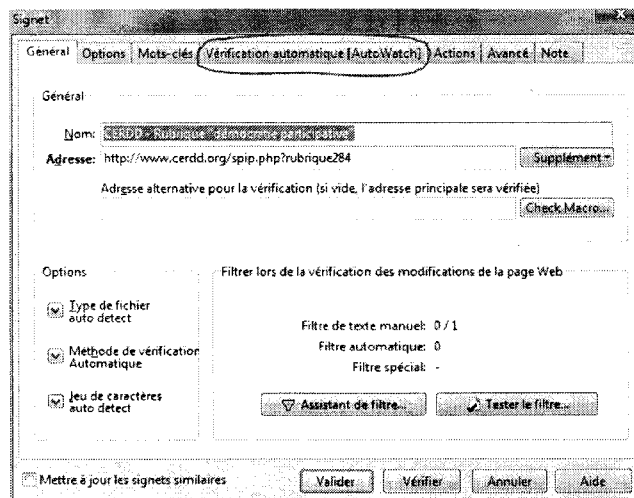 Signet
Général Options Mots-clés Vérification automatique [AutoWatch] Actions Avancé Note
Général
Nom: CERDD - Rubrique "démocratie participative"
Adresse: http://www.cerdd.org/spip.php?rubrique284 Supplément
Adresse alternative pour la vérification (si vide, l'adresse principale sera vérifiée)
Check Macro...
Options Filtrer lors de la vérification des modifications de la page Web
Type de fichier
auto detect
Filtre de texte manuel: 0 / 1
Filtre automatique: 0
Méthode de vérification
Automatique
Filtre spécial: -
Jeu de caractères
auto detect
Assistant de filtre... Tester le filtre...
Mettre à jour les signets similaires Valider Vérifier Annuler Aide